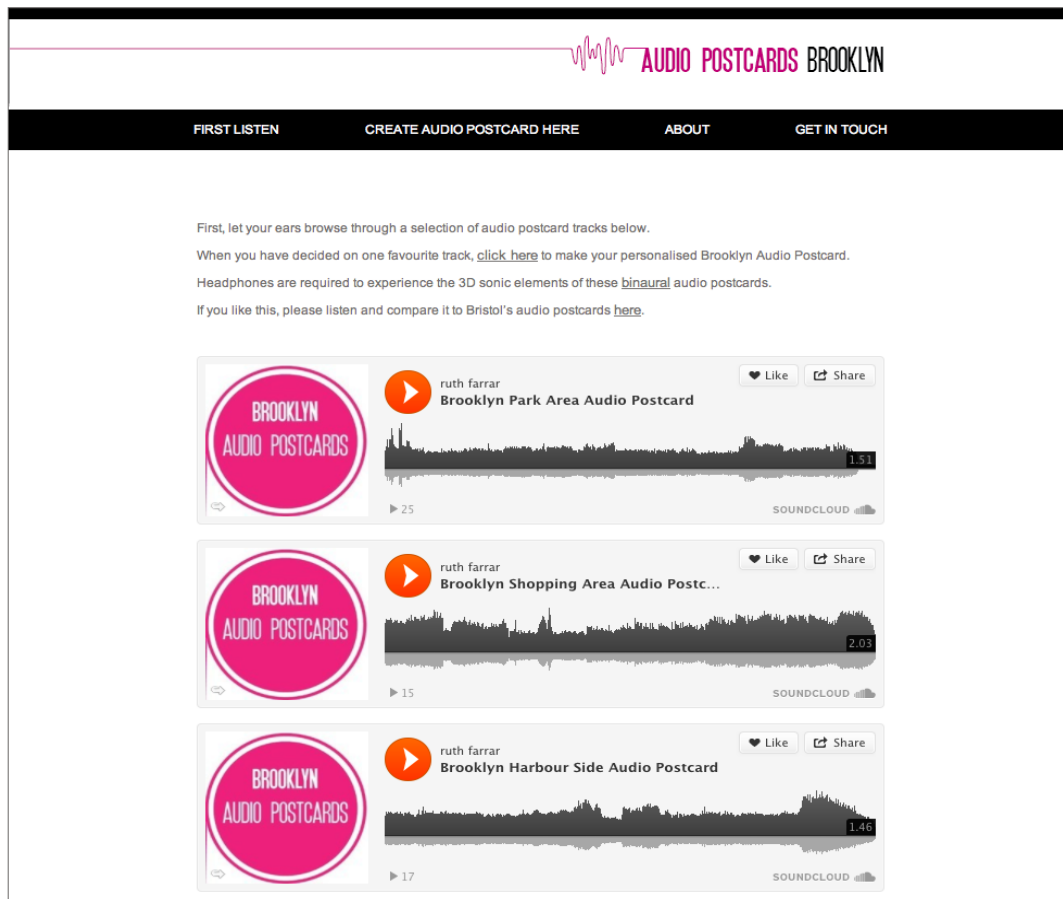 AUDIO POSTCARDS BROOKLYN
FIRST LISTEN CREATE AUDIO POSTCARD HERE ABOUT GET IN TOUCH
First, let your ears browse through a selection of audio postcard tracks below.
When you have decided on one favourite track, click here to make your personalised Brooklyn Audio Postcard.
Headphones are required to experience the 3D sonic elements of these binaural audio postcards.
If you like this, please listen and compare it to Bristol's audio postcards here.
BROOKLYN
AUDIO POSTCARDS
ruth farrar
Brooklyn Park Area Audio Postcard
Like Share
1.51
25
SOUNDCLOUD
BROOKLYN
AUDIO POSTCARDS
ruth farrar
Brooklyn Shopping Area Audio Postc...
Like Share
2.03
15
SOUNDCLOUD
BROOKLYN
AUDIO POSTCARDS
ruth farrar
Brooklyn Harbour Side Audio Postcard
Like Share
1.46
17
SOUNDCLOUD